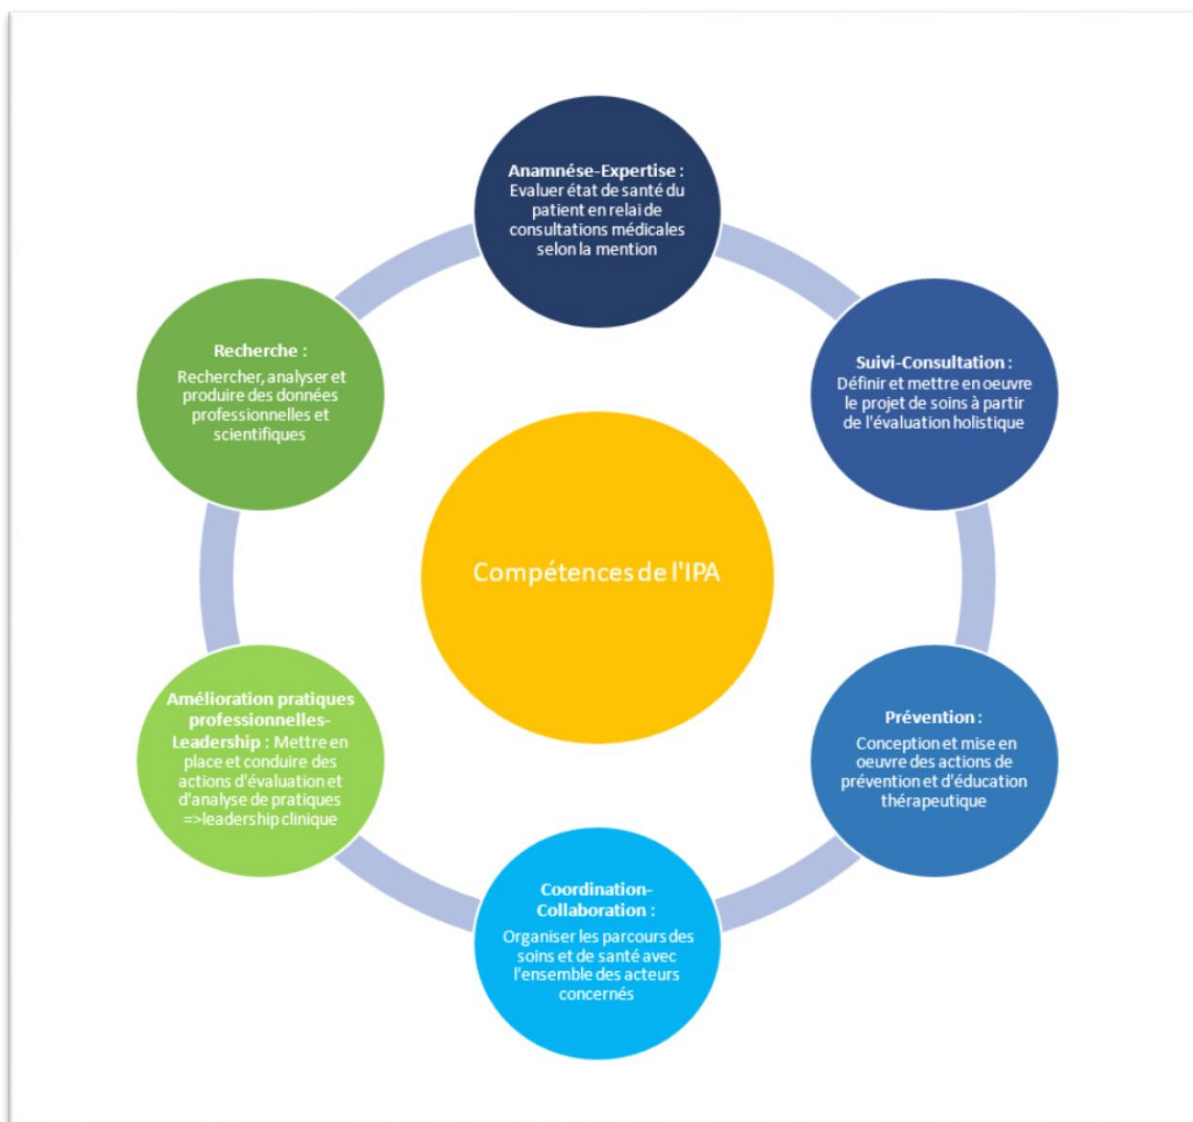 Anamnése-Expertise :
Evaluer état de santé du
patient en relai de
consultations médicales
selon la mention
Suivi-Consultation :
Définir et mettre en oeuvre
le projet de soins à partir
de l'évaluation holistique
Prévention :
Conception et mise en
oeuvre des actions de
prévention et d'éducation
thérapeutique
Coordination-
Collaboration :
Organiser les parcours des
soins et de santé avec
l'ensemble des acteurs
concernés
Amélioration pratiques
professionnelles-
Leadership : Mettre en
place et conduire des
actions d'évaluation et
d'analyse de pratiques
=>leadership clinique
Recherche :
Rechercher, analyser et
produire des données
professionnelles et
scientifiques
Compétences de l'IPA